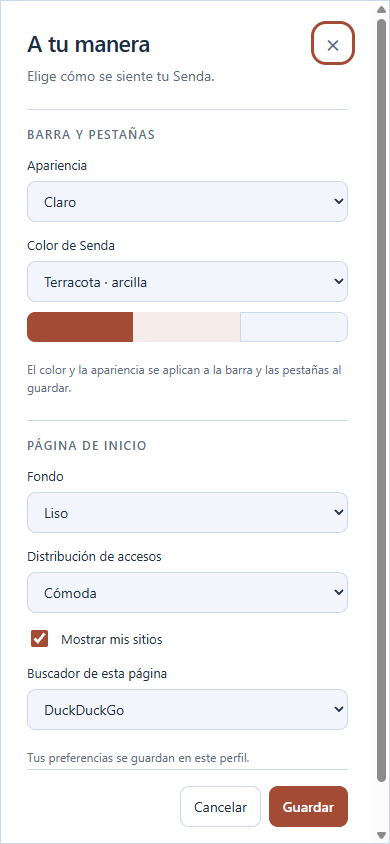 A tu manera
Elige cómo se siente tu Senda.
BARRA Y PESTAÑAS
Apariencia
Claro
Color de Senda
Terracota · arcilla
El color y la apariencia se aplican a la barra y las pestañas al
guardar.
PÁGINA DE INICIO
Fondo
Liso
Distribución de accesos
Cómoda
Mostrar mis sitios
Buscador de esta página
DuckDuckGo
Tus preferencias se guardan en este perfil.
Cancelar
Guardar